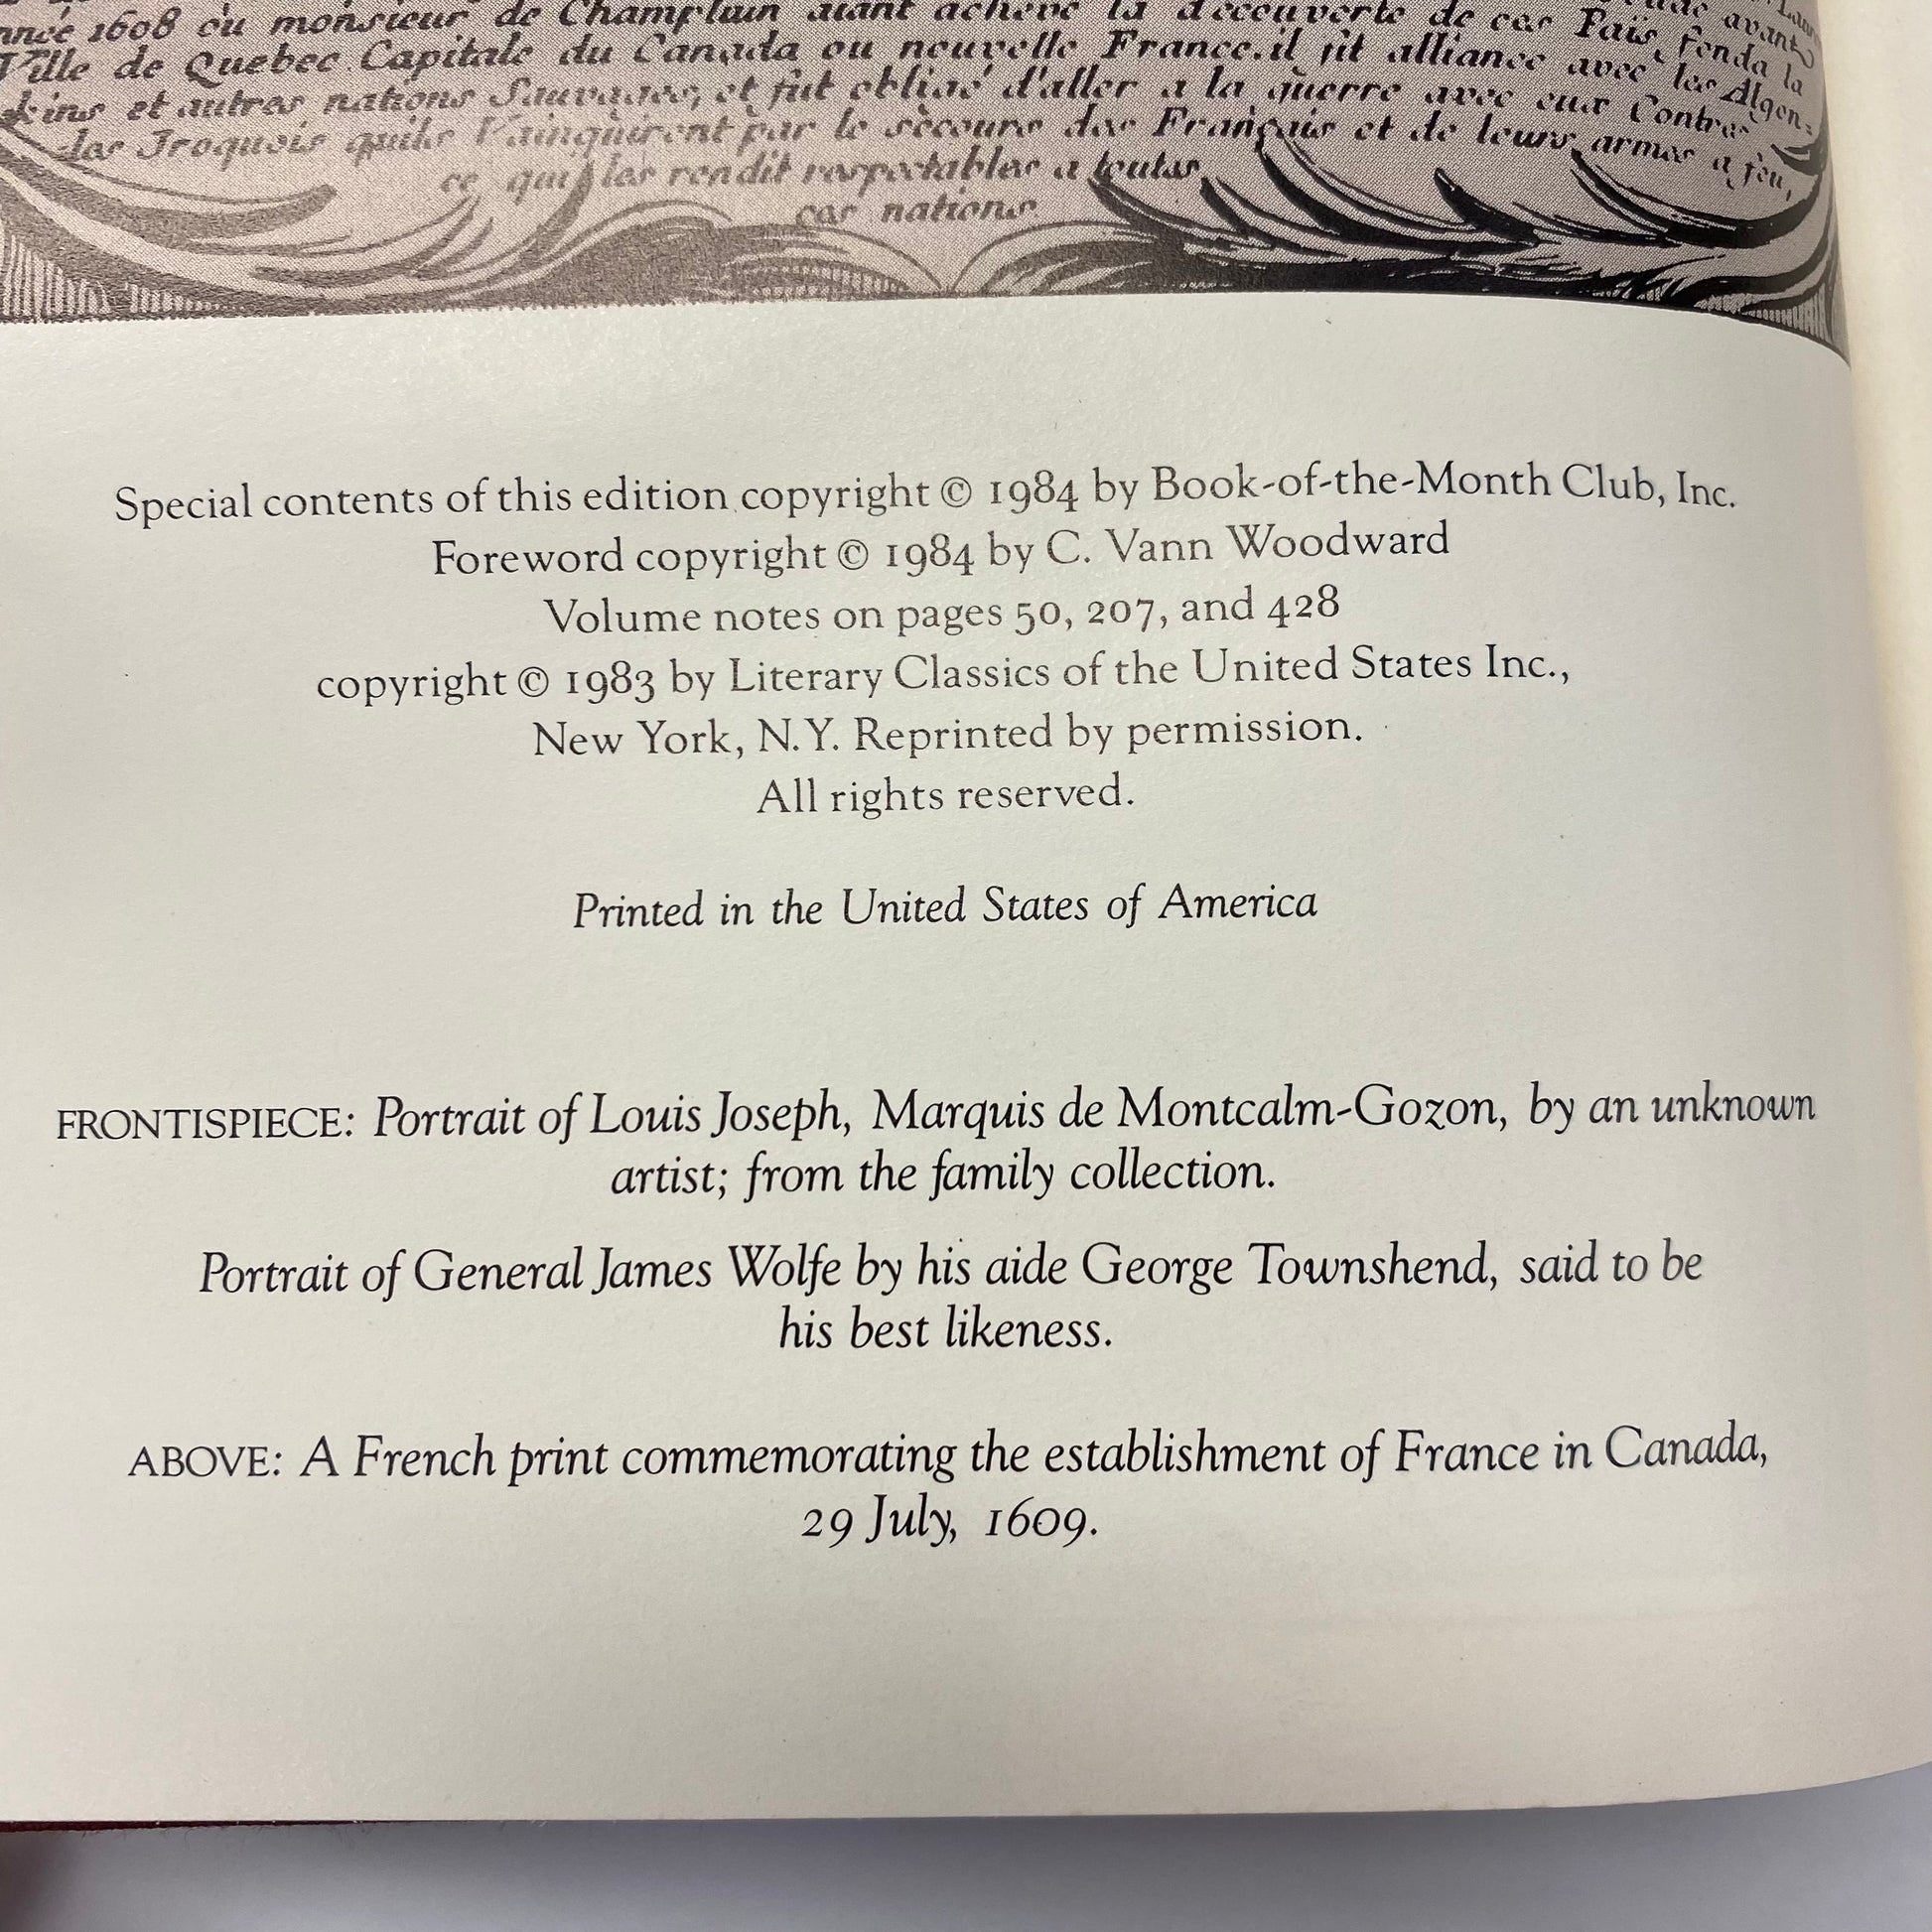 année 1608 où monsieur de Champlain aiant achevé la découverte de ces Païs, fonda la
Ville de Quebec Capitale du Canada ou nouvelle France. il fit alliance avec les Algon=
kins et autres nations Sauvages, et fut obligé d'aller a la guerre avec eux Contre
les Iroquois quils Vainquirent par le secours des Français et de leurs armes a feu,
ce qui les rendit respectables a toutes
ces nations.
Special contents of this edition copyright © 1984 by Book-of-the-Month Club, Inc.
Foreword copyright © 1984 by C. Vann Woodward
Volume notes on pages 50, 207, and 428
copyright © 1983 by Literary Classics of the United States Inc.,
New York, N.Y. Reprinted by permission.
All rights reserved.
Printed in the United States of America
FRONTISPIECE: Portrait of Louis Joseph, Marquis de Montcalm-Gozon, by an unknown
artist; from the family collection.
Portrait of General James Wolfe by his aide George Townshend, said to be
his best likeness.
ABOVE: A French print commemorating the establishment of France in Canada,
29 July, 1609.